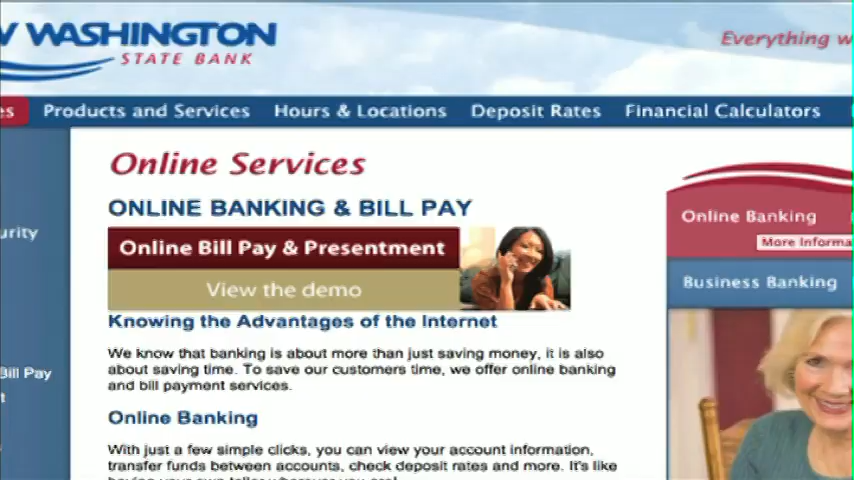 WASHINGTON
STATE BANK
Everything
Products and Services Hours & Locations Deposit Rates Financial Calculators
Online Services
ONLINE BANKING & BILL PAY
Online Bill Pay & Presentment
View the demo
Knowing the Advantages of the Internet
We know that banking is about more than just saving money, it is also
about saving time. To save our customers time, we offer online banking
and bill payment services.
Online Banking
With just a few simple clicks, you can view your account information,
transfer funds between accounts, check deposit rates and more. It's like
Bill Pay
Online Banking
More
Business Banking